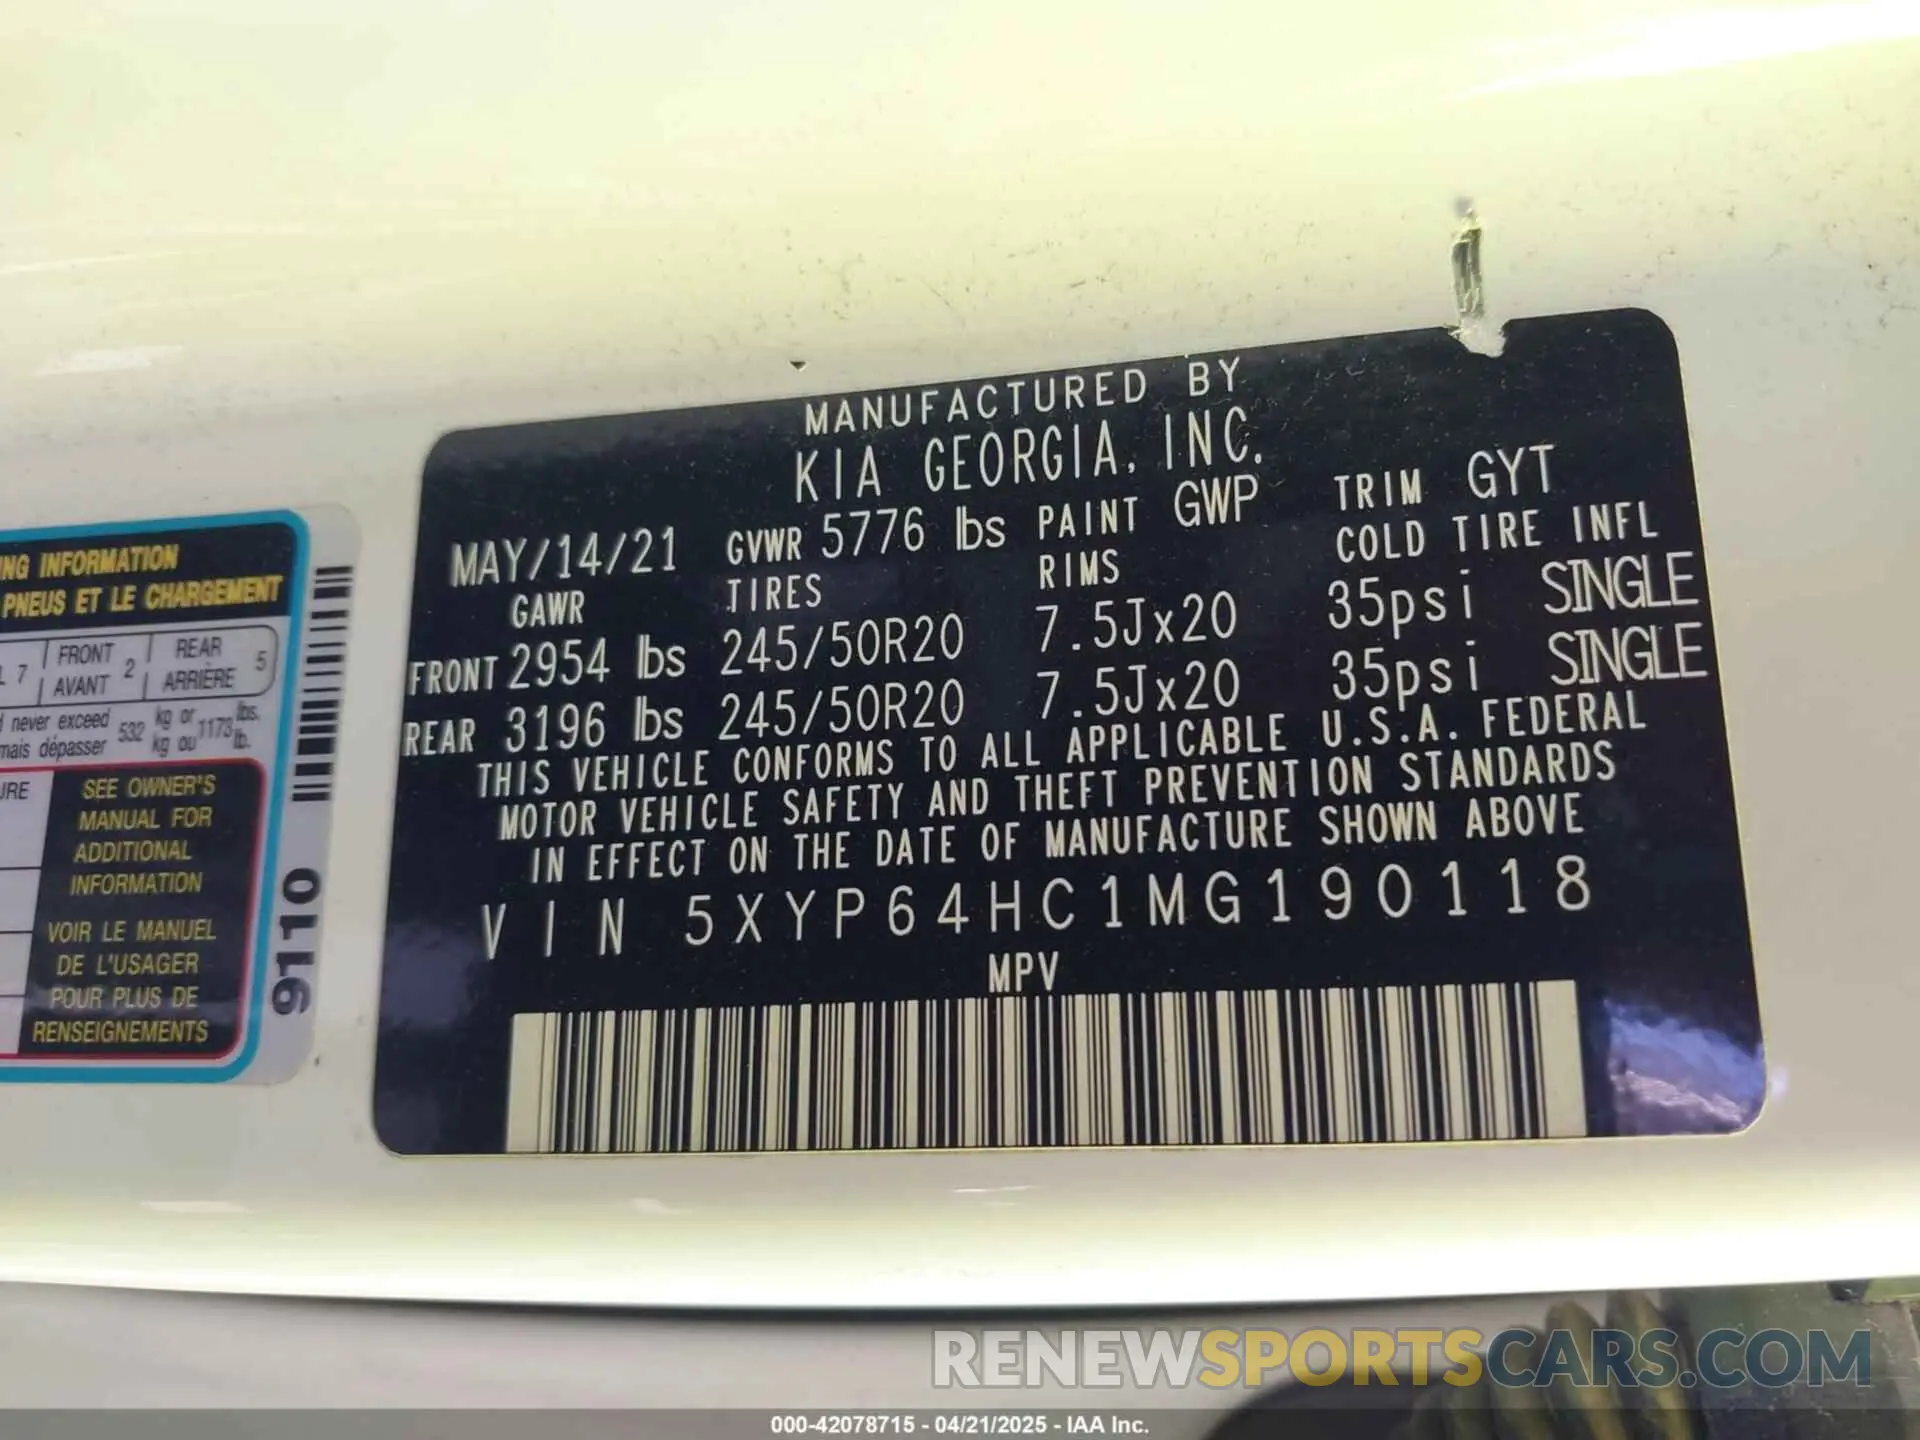 MANUFACTURED BY
KIA GEORGIA, INC.
MAY/14/21 GVWR 5776 lbs PAINT GWP TRIM GYT
GAWR TIRES RIMS COLD TIRE INFL
FRONT 2954 lbs 245/50R20 7.5Jx20 35psi SINGLE
REAR 3196 lbs 245/50R20 7.5Jx20 35psi SINGLE
THIS VEHICLE CONFORMS TO ALL APPLICABLE U.S.A. FEDERAL
MOTOR VEHICLE SAFETY AND THEFT PREVENTION STANDARDS
IN EFFECT ON THE DATE OF MANUFACTURE SHOWN ABOVE
VIN 5XYP64HC1MG190118
MPV
INFORMATION
PNEUS ET LE CHARGEMENT
7 FRONT 2 REAR 5
AVANT ARRIÈRE
never exceed 532 kg or 1173 lbs.
dépasser kg ou lb.
SEE OWNER'S
MANUAL FOR
ADDITIONAL
INFORMATION
VOIR LE MANUEL
DE L'USAGER
POUR PLUS DE
RENSEIGNEMENTS
9110
RENEWSPORTSCARS.COM
000-42078715 - 04/21/2025 - IAA Inc.